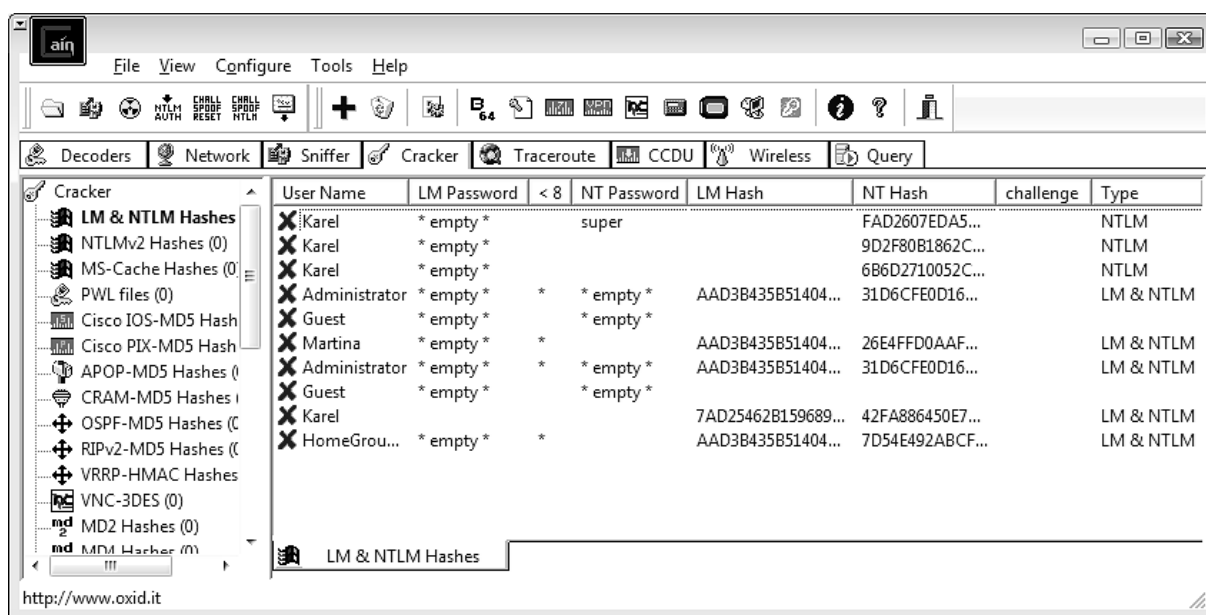 aín
File View Configure Tools Help
NTLM AUTH CHALL SPOOF RESET CHALL SPOOF NTLM B 64
Decoders Network Sniffer Cracker Traceroute CCDU Wireless Query
Cracker
LM & NTLM Hashes
NTLMv2 Hashes (0)
MS-Cache Hashes (0)
PWL files (0)
Cisco IOS-MD5 Hash
Cisco PIX-MD5 Hash
APOP-MD5 Hashes (
CRAM-MD5 Hashes
OSPF-MD5 Hashes (
RIPv2-MD5 Hashes (
VRRP-HMAC Hashes
VNC-3DES (0)
MD2 Hashes (0)
MD4 Hashes (0)
User Name LM Password < 8 NT Password LM Hash NT Hash challenge Type
Karel * empty * super FAD2607EDA5... NTLM
Karel * empty * 9D2F80B1862C... NTLM
Karel * empty * 6B6D2710052C... NTLM
Administrator * empty * * * empty * AAD3B435B51404... 31D6CFE0D16... LM & NTLM
Guest * empty * * empty *
Martina * empty * * AAD3B435B51404... 26E4FFD0AAF... LM & NTLM
Administrator * empty * * * empty * AAD3B435B51404... 31D6CFE0D16... LM & NTLM
Guest * empty * * empty *
Karel 7AD25462B159689... 42FA886450E7... LM & NTLM
HomeGrou... * empty * * AAD3B435B51404... 7D54E492ABCF... LM & NTLM
LM & NTLM Hashes
http://www.oxid.it